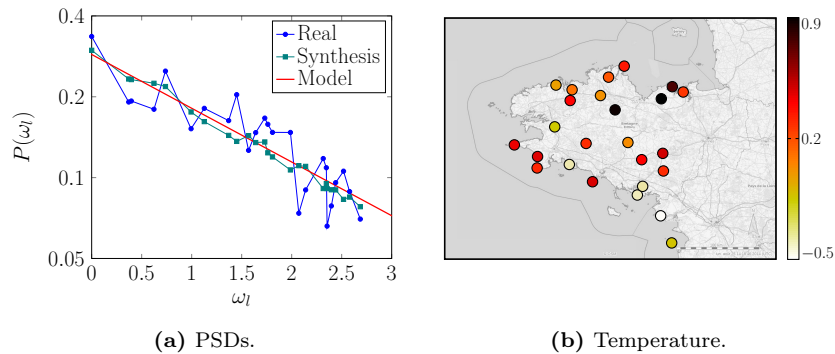 0.4
0.2
0.1
0.05
P(ω_l)
0 0.5 1 1.5 2 2.5 3
ω_l
Real
Synthesis
Model
0.9
0.2
−0.5
(a) PSDs.
(b) Temperature.